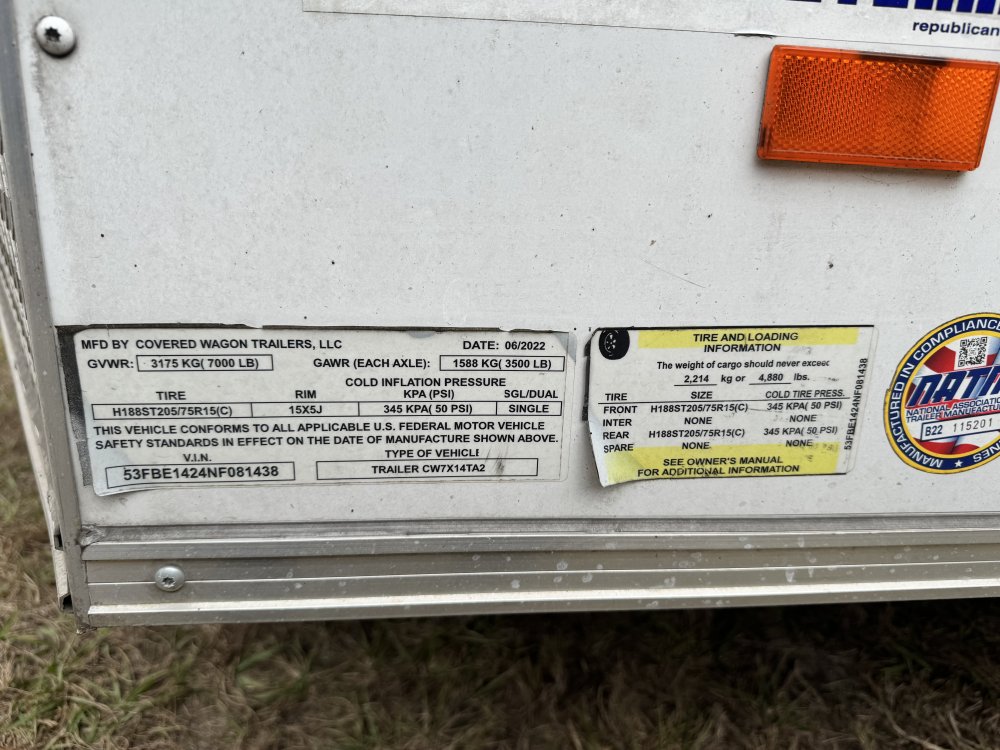 republican
MFD BY COVERED WAGON TRAILERS, LLC DATE: 06/2022
GVWR: 3175 KG( 7000 LB) GAWR (EACH AXLE): 1588 KG( 3500 LB)
COLD INFLATION PRESSURE
TIRE RIM KPA (PSI) SGL/DUAL
H188ST205/75R15(C) 15X5J 345 KPA( 50 PSI) SINGLE
THIS VEHICLE CONFORMS TO ALL APPLICABLE U.S. FEDERAL MOTOR VEHICLE
SAFETY STANDARDS IN EFFECT ON THE DATE OF MANUFACTURE SHOWN ABOVE.
V.I.N. TYPE OF VEHICLE
53FBE1424NF081438 TRAILER CW7X14TA2
TIRE AND LOADING
INFORMATION
The weight of cargo should never exceed
2,214 kg or 4,880 lbs.
TIRE SIZE COLD TIRE PRESS.
FRONT H188ST205/75R15(C) 345 KPA( 50 PSI)
INTER NONE NONE
REAR H188ST205/75R15(C) 345 KPA( 50 PSI)
SPARE NONE NONE
SEE OWNER'S MANUAL
FOR ADDITIONAL INFORMATION
53FBE1424NF081438
MANUFACTURED IN COMPLIANCE
NATM
NATIONAL ASSOCIATIO
TRAILER MANUFACTU
B22 115201